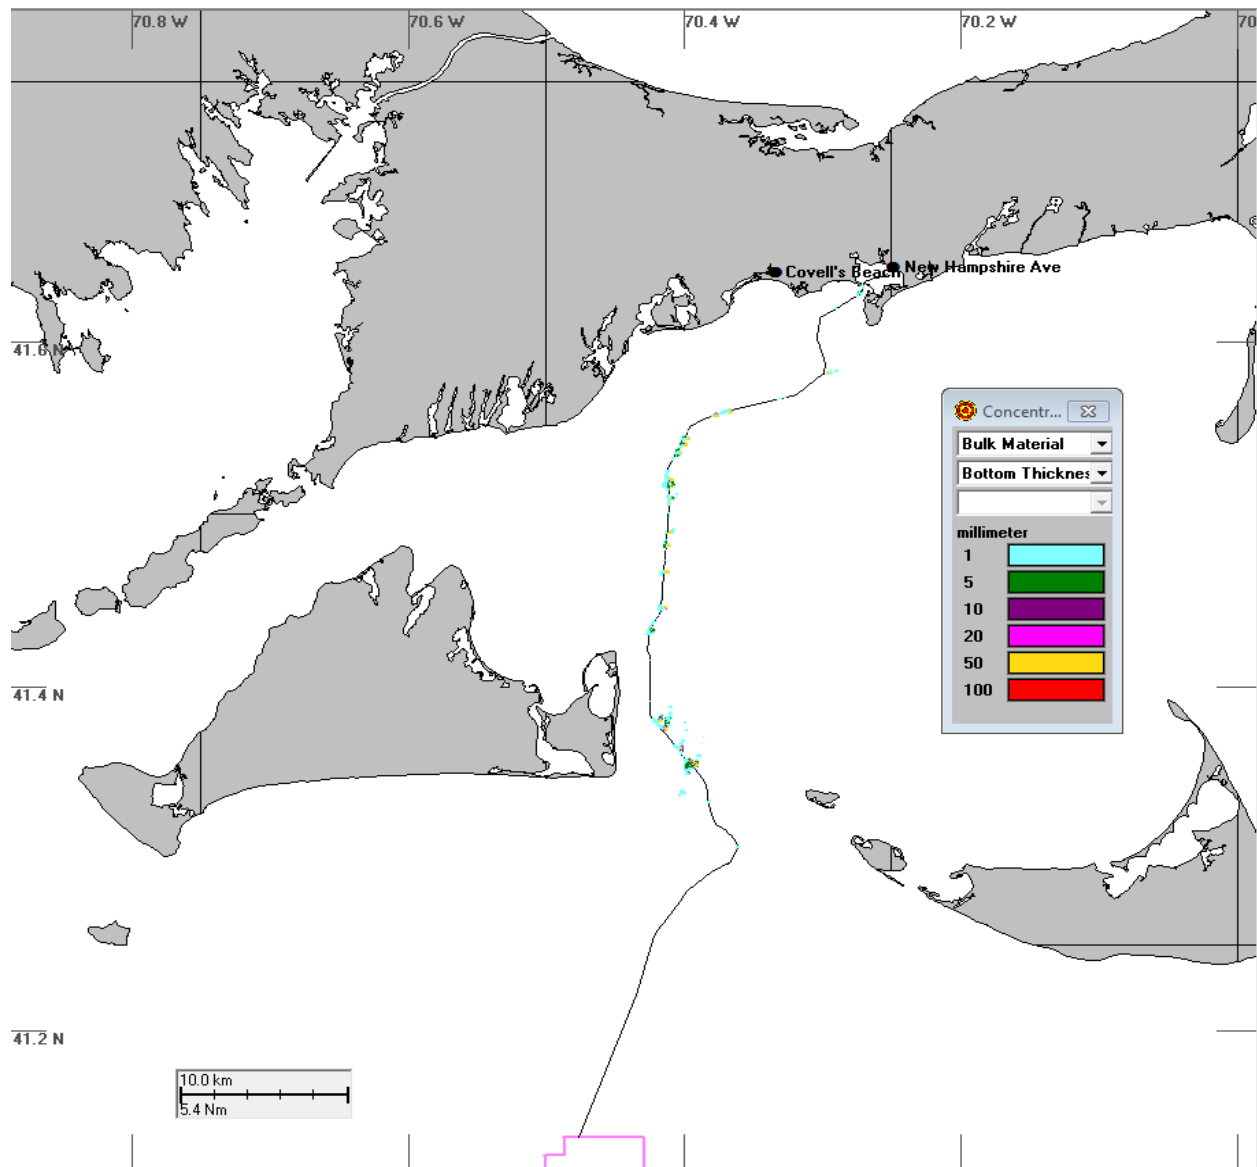 70.8 W
70.6 W
70.4 W
70.2 W
70
Covell's Beach
New Hampshire Ave
41.6 N
Concentr...
Bulk Material
Bottom Thicknes
millimeter
1
5
10
20
50
100
41.4 N
41.2 N
10.0 km
5.4 Nm